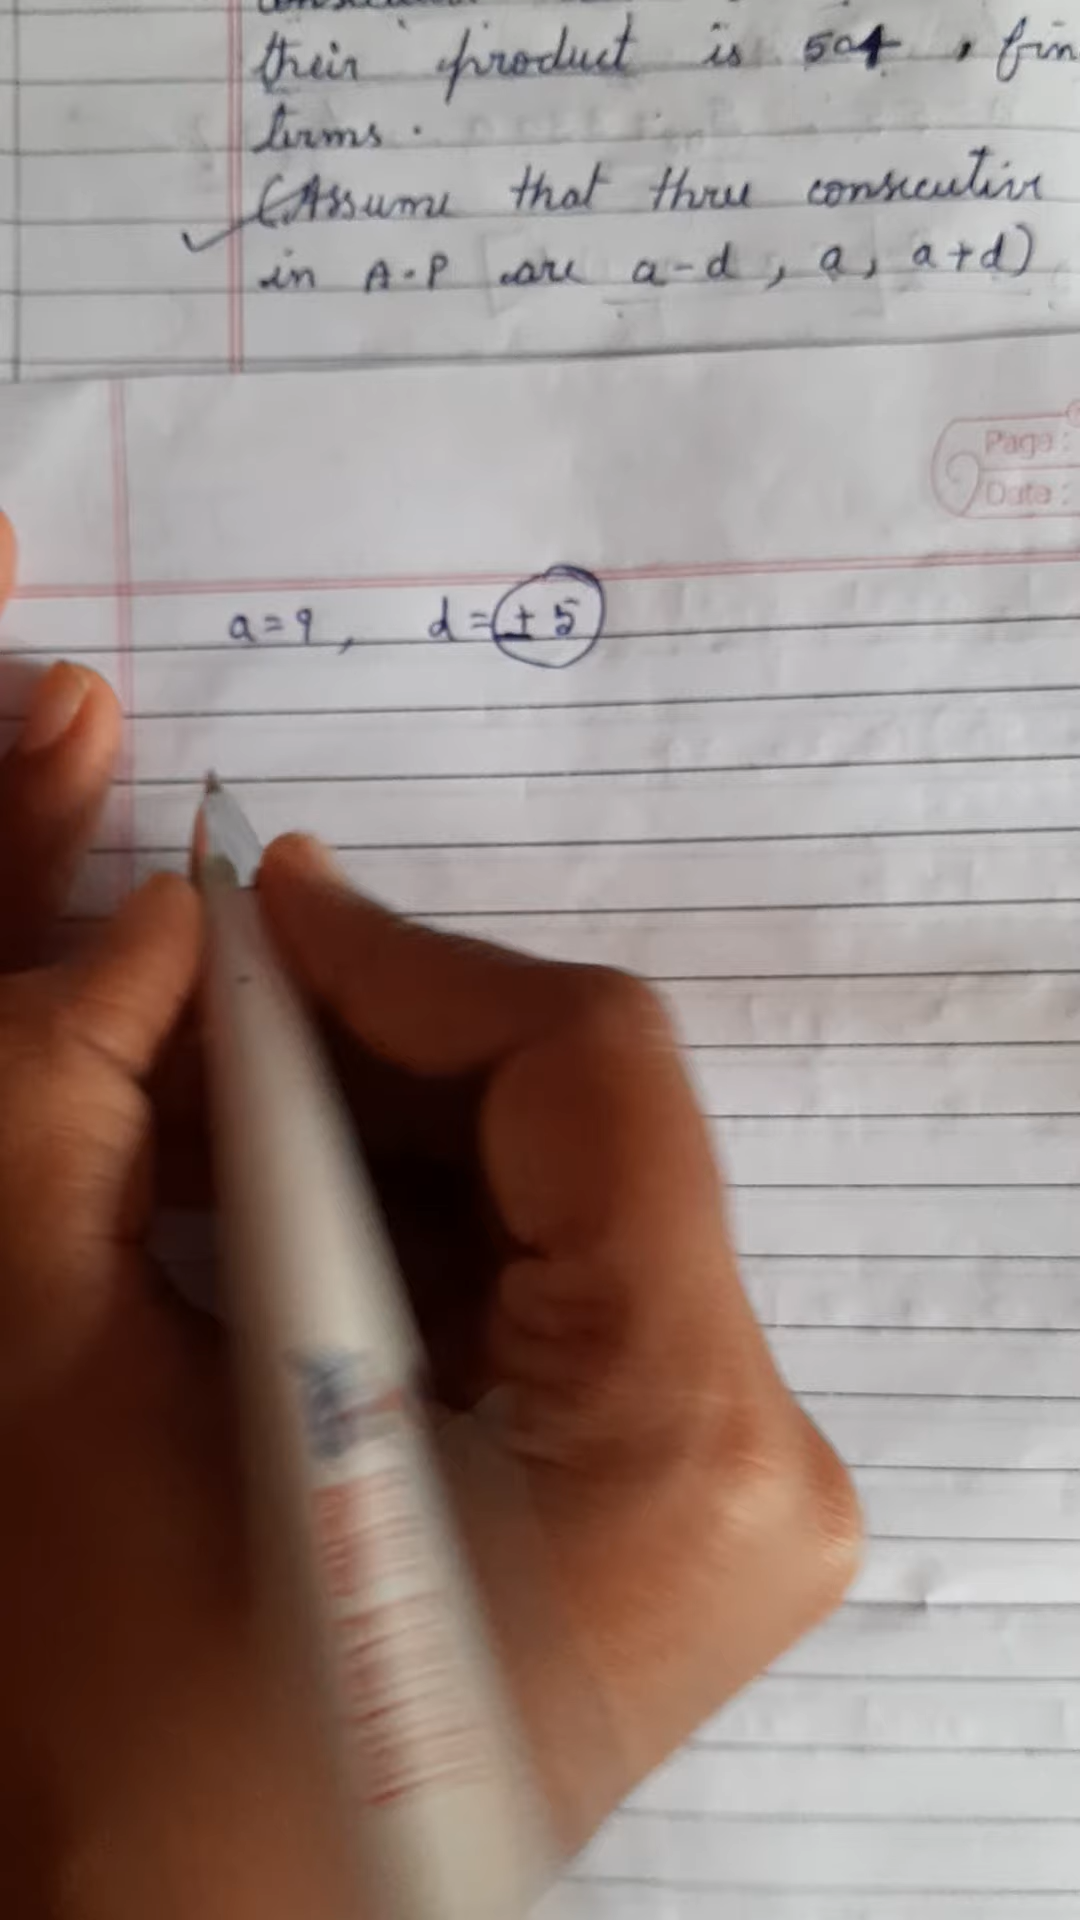 their product is 504, fin
terms.
(Assume that three consecutive
in A.P are a-d, a, a+d)
Page:
Date:
a=9, d=±5